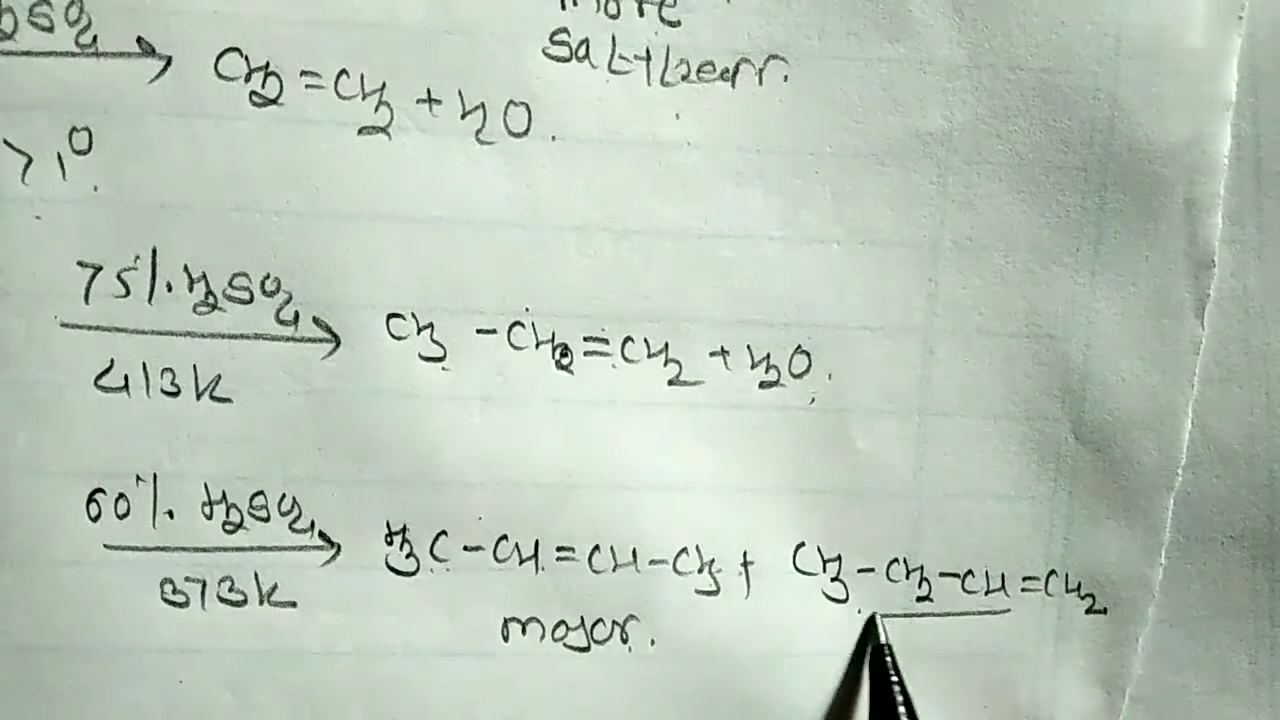 more
H2SO4
CH2=CH2 + H2O.
> 1°.
75%. H2SO4
413K
CH3 -CH=CH2 + H2O.
60%. H2SO4
373K
H3C-CH=CH-CH3 + CH3-CH2-CH=CH2
major.